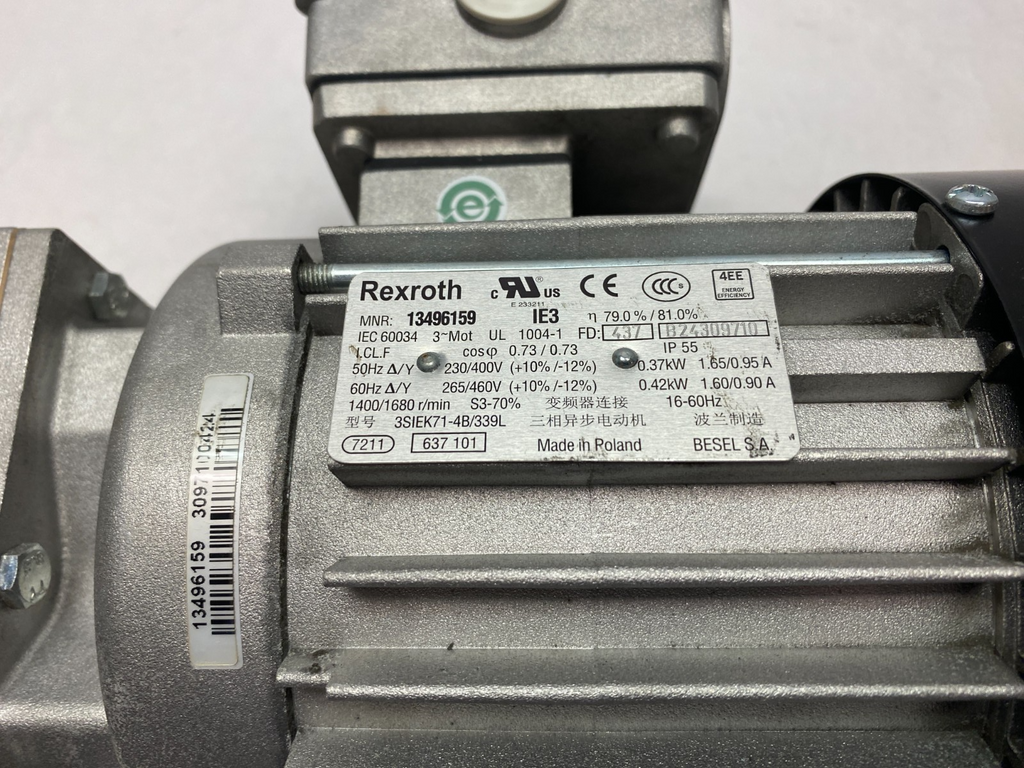 Rexroth c RU ® US CE CCC S 4EE
E 233211 ENERGY EFFICIENCY
MNR: 13496159 IE3 η 79.0 % / 81.0%
IEC 60034 3~Mot UL 1004-1 FD: 437 B24309710
I.CL.F cosφ 0.73 / 0.73 IP 55
50Hz Δ/Y 230/400V (+10% /-12%) 0.37kW 1.65/0.95 A
60Hz Δ/Y 265/460V (+10% /-12%) 0.42kW 1.60/0.90 A
1400/1680 r/min S3-70% 变频器连接 16-60Hz
型号 3SIEK71-4B/339L 三相异步电动机 波兰制造
7211 637 101 Made in Poland BESEL S.A.
13496159 3097100424
e